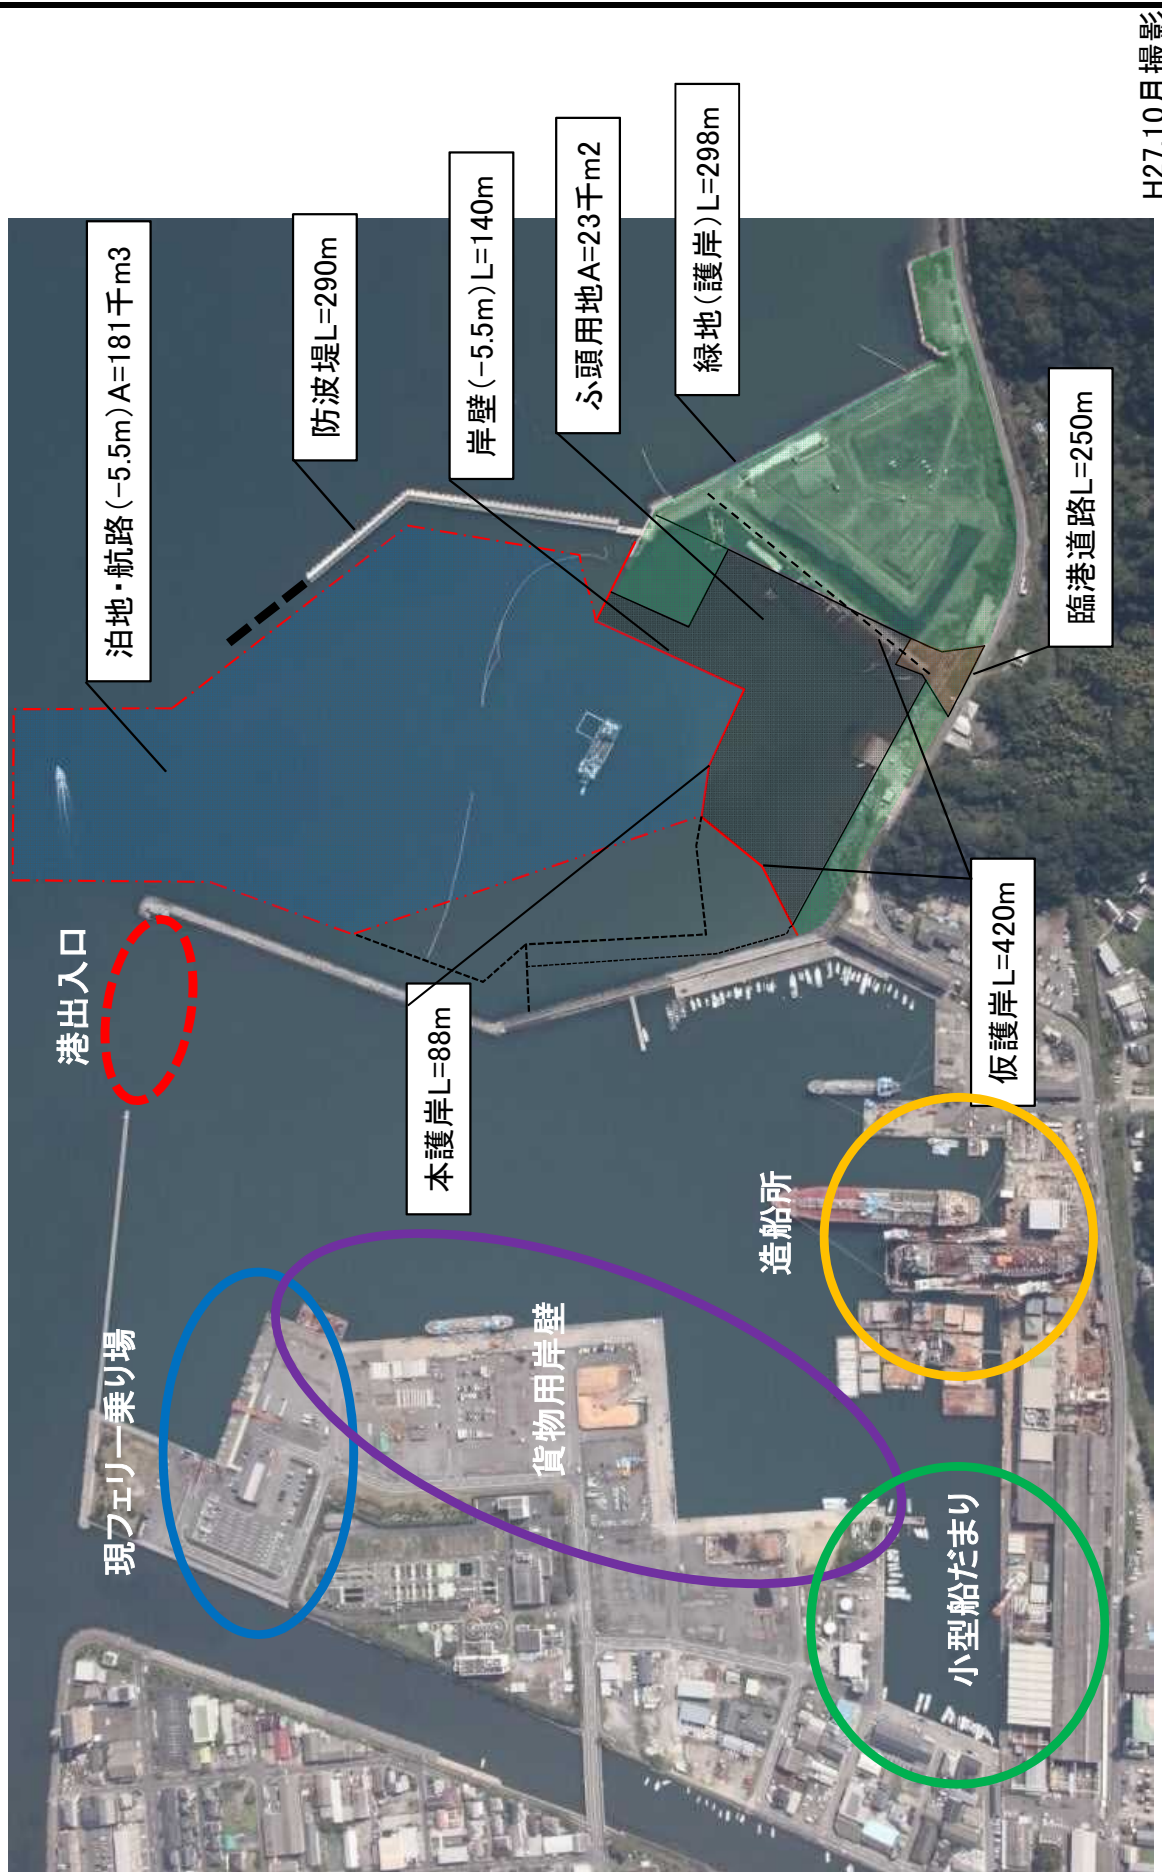 現フェリー乗り場
港出入口
泊地・航路(-5.5m)A=181千m3
防波堤L=290m
岸壁(-5.5m)L=140m
本護岸L=88m
貨物用岸壁
ふ頭用地A=23千m2
緑地(護岸)L=298m
造船所
小型船だまり
仮護岸L=420m
臨港道路L=250m
H27.10月撮影